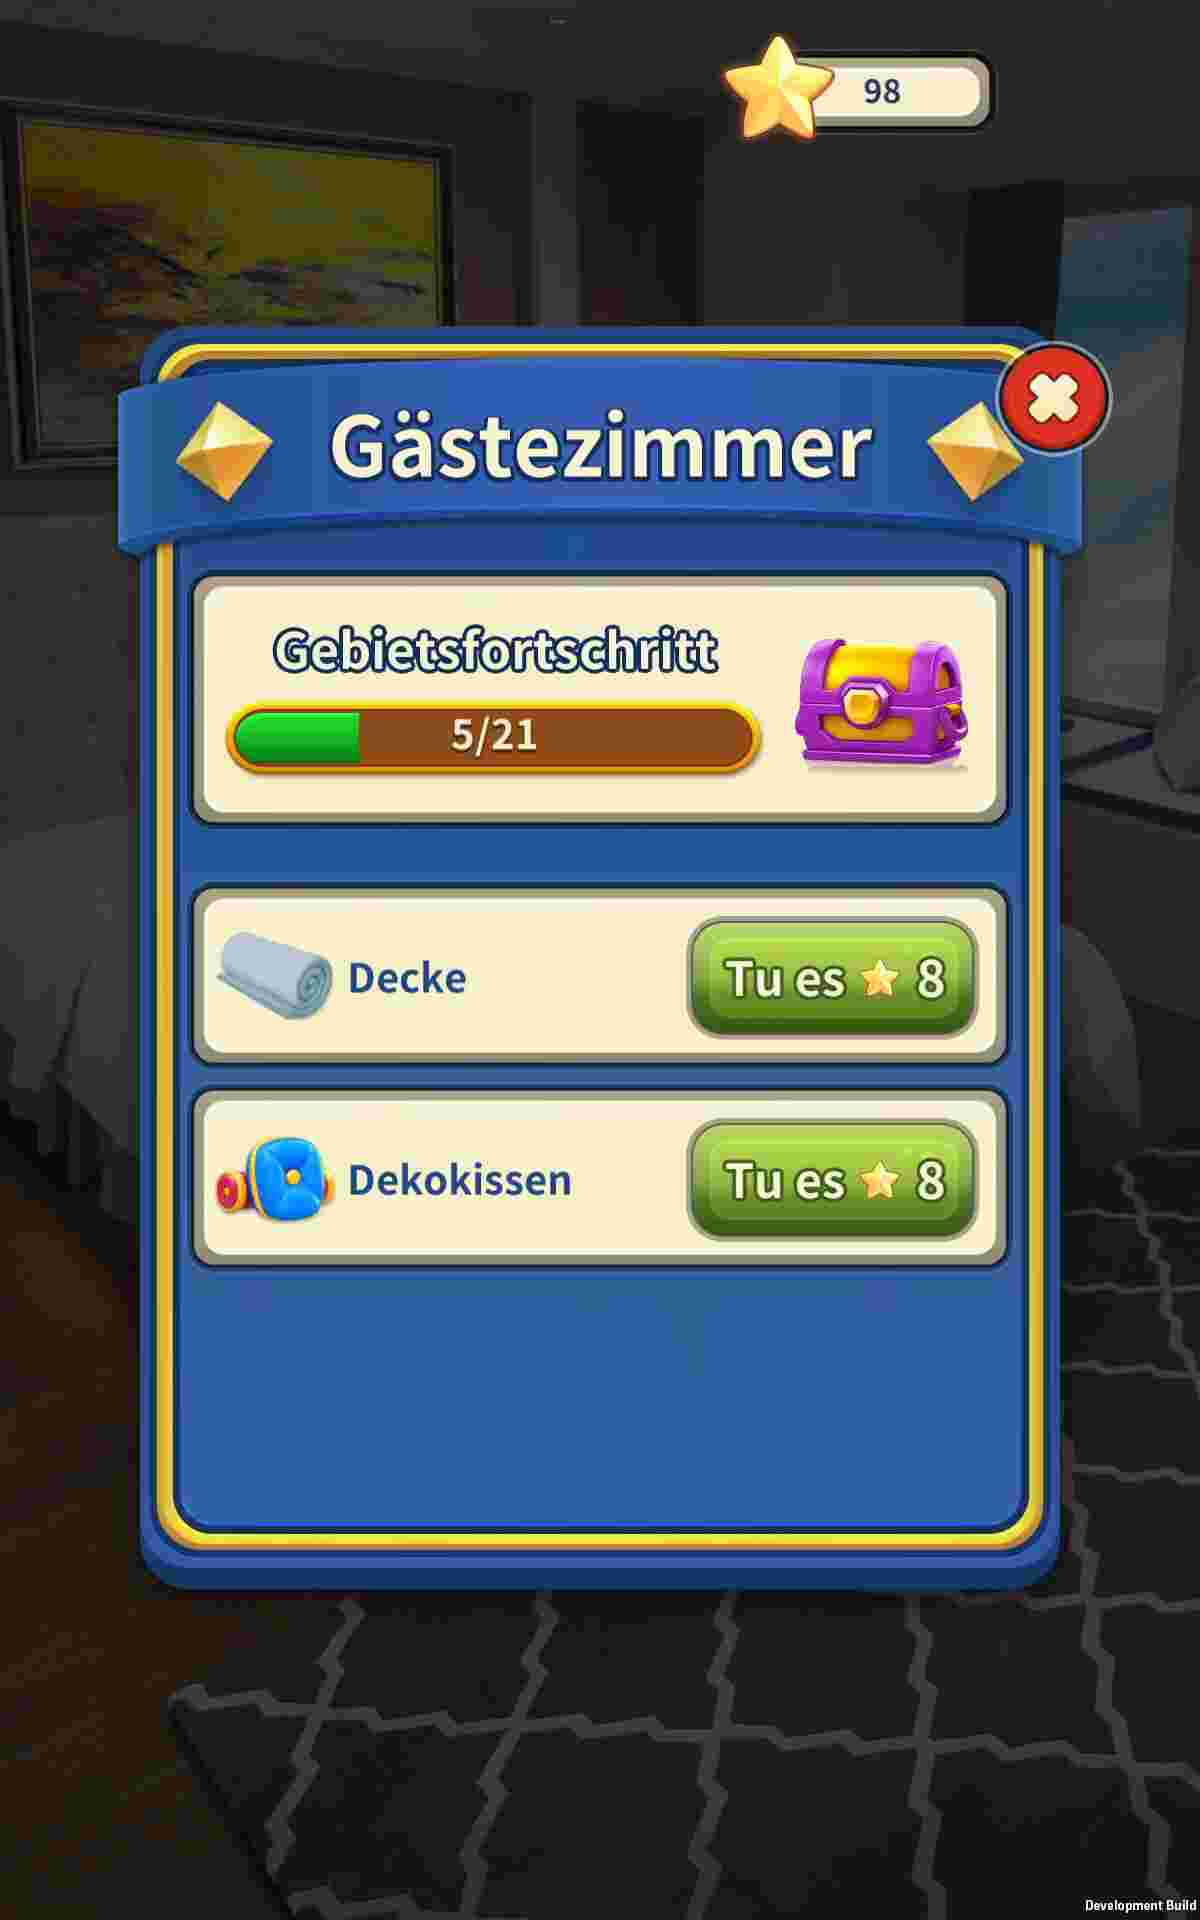 98
Gästezimmer
Gebietsfortschritt
5/21
Decke
Tu es 8
Dekokissen
Tu es 8
Development Build